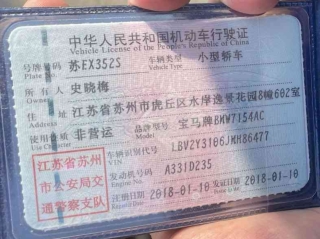 中华人民共和国机动车行驶证
Vehicle License of the People's Republic of China
号牌号码 苏EX352S 车辆类型 小型轿车
Plate No. Vehicle Type
所有人 史晓梅
Owner
住址 江苏省苏州市虎丘区水岸逸景花园8幢602室
Address
使用性质 非营运 品牌型号 宝马牌BMW7154AC
Use Character Model
车辆识别代号 LBV2Y3106JMH86477
VIN
江苏省苏州
发动机号码 A331D235
Engine No.
市公安局交
注册日期 2018-01-10 发证日期 2018-01-10
通警察支队
Register Date Issue Date